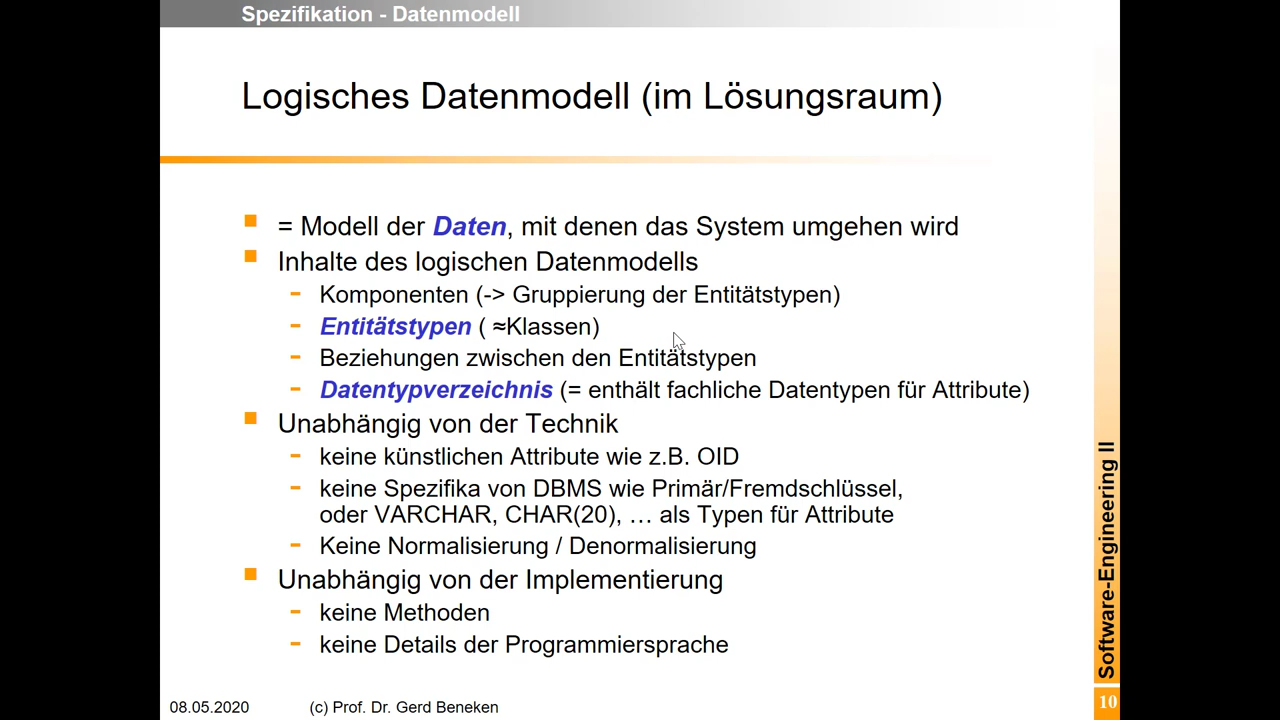 Spezifikation - Datenmodell
Logisches Datenmodell (im Lösungsraum)
= Modell der Daten, mit denen das System umgehen wird
Inhalte des logischen Datenmodells
- Komponenten (-> Gruppierung der Entitätstypen)
- Entitätstypen ( ≈Klassen)
- Beziehungen zwischen den Entitätstypen
- Datentypverzeichnis (= enthält fachliche Datentypen für Attribute)
Unabhängig von der Technik
- keine künstlichen Attribute wie z.B. OID
- keine Spezifika von DBMS wie Primär/Fremdschlüssel,
oder VARCHAR, CHAR(20), … als Typen für Attribute
- Keine Normalisierung / Denormalisierung
Unabhängig von der Implementierung
- keine Methoden
- keine Details der Programmiersprache
Software-Engineering II
08.05.2020
(c) Prof. Dr. Gerd Beneken
10